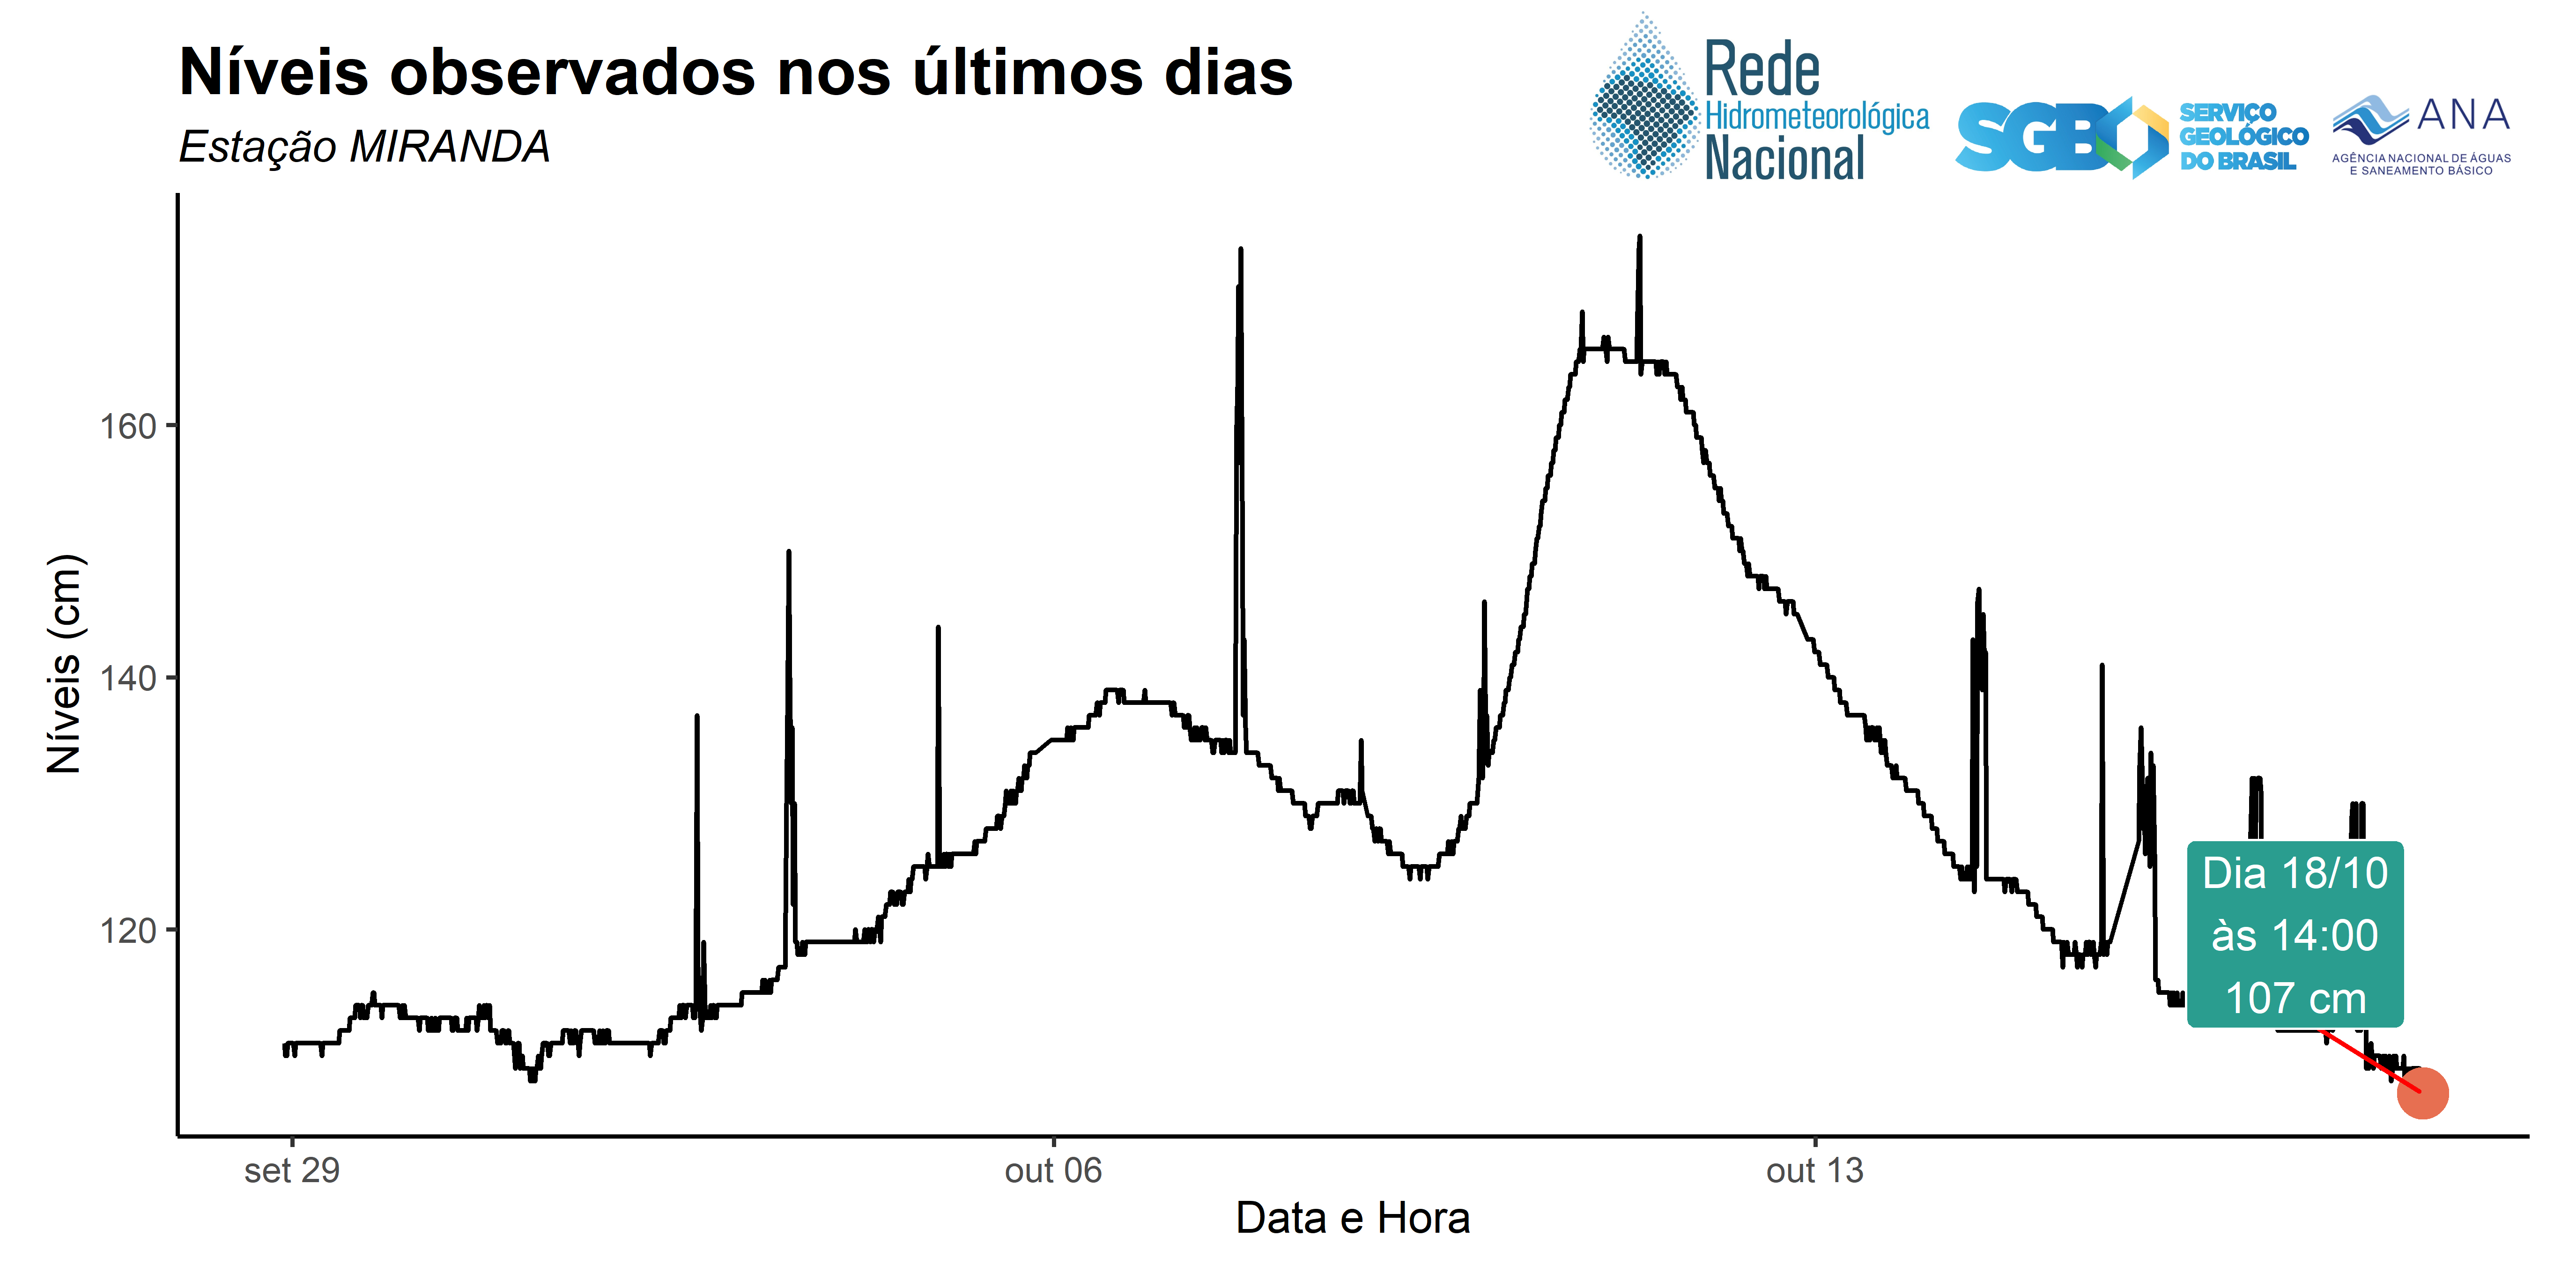 Níveis observados nos últimos dias
Estação MIRANDA
Rede
Hidrometeorológica
Nacional
SGB
SERVIÇO
GEOLÓGICO
DO BRASIL
ANA
AGÊNCIA NACIONAL DE ÁGUAS
E SANEAMENTO BÁSICO
Níveis (cm)
160
140
120
Dia 18/10
às 14:00
107 cm
set 29
out 06
out 13
Data e Hora